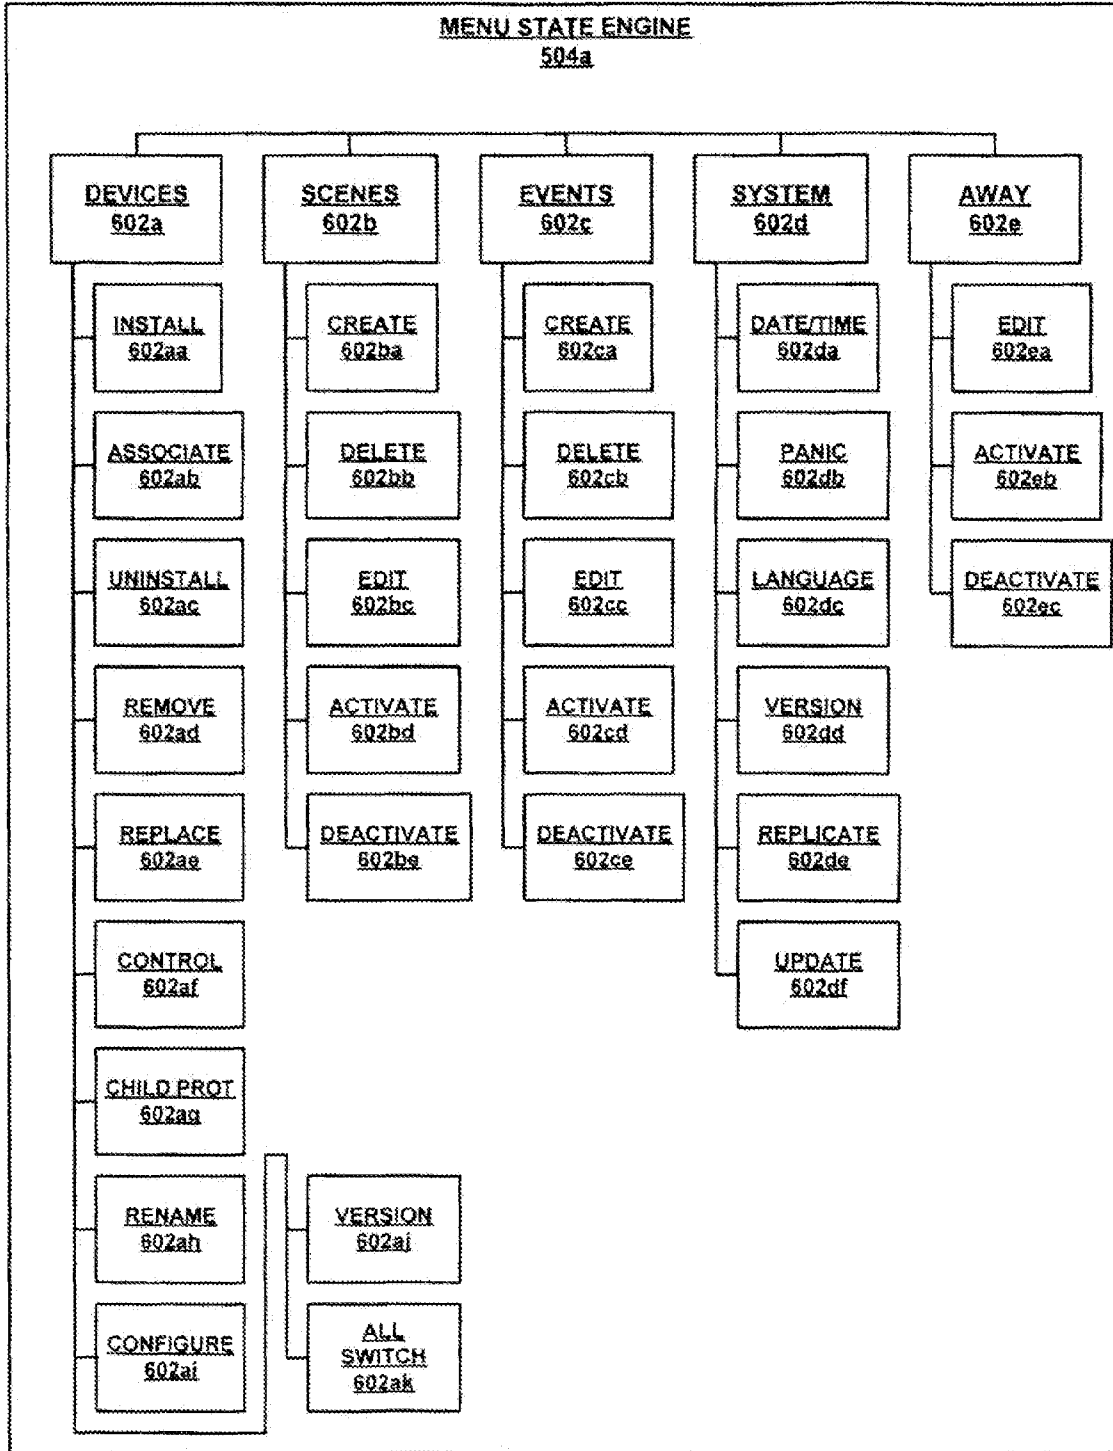 MENU STATE ENGINE
504a
DEVICES
602a
SCENES
602b
EVENTS
602c
SYSTEM
602d
AWAY
602e
INSTALL
602aa
CREATE
602ba
CREATE
602ca
DATE/TIME
602da
EDIT
602ea
ASSOCIATE
602ab
DELETE
602bb
DELETE
602cb
PANIC
602db
ACTIVATE
602eb
UNINSTALL
602ac
EDIT
602bc
EDIT
602cc
LANGUAGE
602dc
DEACTIVATE
602ec
REMOVE
602ad
ACTIVATE
602bd
ACTIVATE
602cd
VERSION
602dd
REPLACE
602ae
DEACTIVATE
602be
DEACTIVATE
602ce
REPLICATE
602de
CONTROL
602af
UPDATE
602df
CHILD PROT
602ag
RENAME
602ah
VERSION
602aj
CONFIGURE
602ai
ALL
SWITCH
602ak